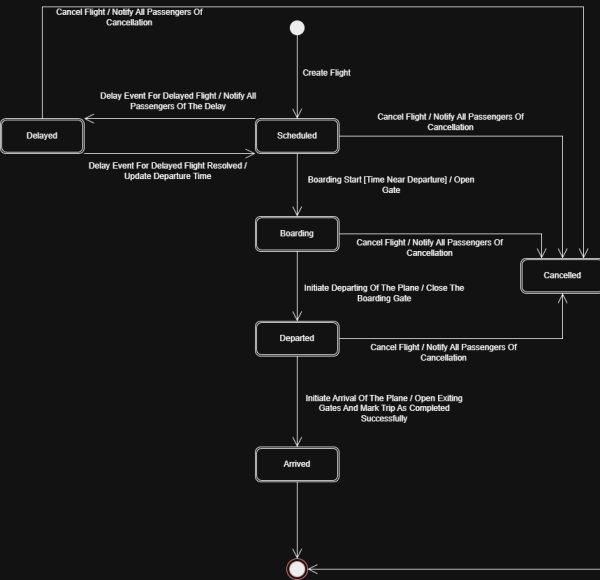 Cancel Flight / Notify All Passengers Of
Cancellation
Create Flight
Delay Event For Delayed Flight / Notify All
Passengers Of The Delay
Cancel Flight / Notify All Passengers Of
Cancellation
Delayed
Scheduled
Delay Event For Delayed Flight Resolved /
Update Departure Time
Boarding Start [Time Near Departure] / Open
Gate
Boarding
Cancel Flight / Notify All Passengers Of
Cancellation
Cancelled
Initiate Departing Of The Plane / Close The
Boarding Gate
Departed
Cancel Flight / Notify All Passengers Of
Cancellation
Initiate Arrival Of The Plane / Open Exiting
Gates And Mark Trip As Completed
Successfully
Arrived